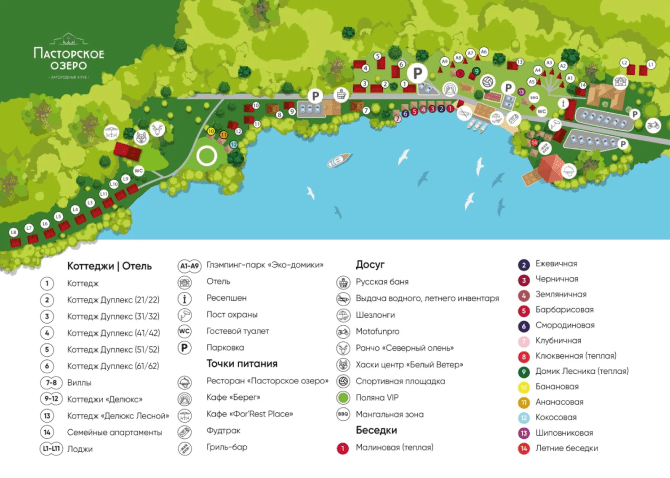 ПАСТОРСКОЕ
ОЗЕРО
ЗАГОРОДНЫЙ КЛУБ
Коттеджи | Отель
1 Коттедж
2 Коттедж Дуплекс (21/22)
3 Коттедж Дуплекс (31/32)
4 Коттедж Дуплекс (41/42)
5 Коттедж Дуплекс (51/52)
6 Коттедж Дуплекс (61/62)
7-8 Виллы
9-12 Коттеджи «Делюкс»
13 Коттедж «Делюкс Лесной»
14 Семейные апартаменты
L1-L11 Лоджи
A1-A9 Глэмпинг-парк «Эко-домики»
Отель
Ресепшен
Пост охраны
WC Гостевой туалет
P Парковка
Точки питания
Ресторан «Пасторское озеро»
Кафе «Берег»
Кафе «For'Rest Place»
Фудтрак
Гриль-бар
Досуг
Русская баня
Выдача водного, летнего инвентаря
Шезлонги
Motofunpro
Ранчо «Северный олень»
Хаски центр «Белый Ветер»
Спортивная площадка
Поляна VIP
BBQ Мангальная зона
Беседки
1 Малиновая (теплая)
2 Ежевичная
3 Черничная
4 Земляничная
5 Барбарисовая
6 Смородиновая
7 Клубничная
8 Клюквенная (теплая)
9 Домик Лесника (теплая)
10 Банановая
11 Ананасовая
12 Кокосовая
13 Шиповниковая
14 Летние беседки